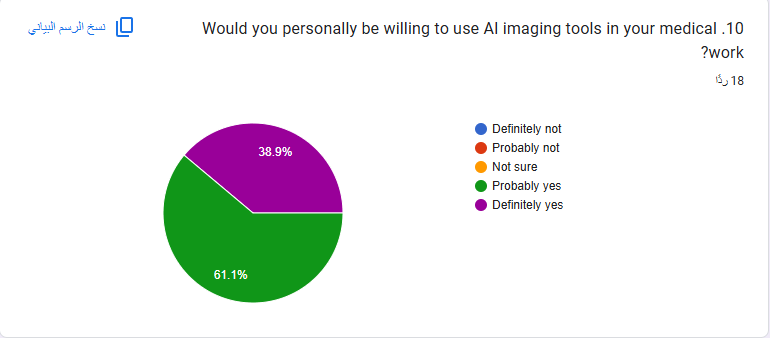 نسخ الرسم البياني
Would you personally be willing to use AI imaging tools in your medical .10
?work
18 ردًا
38.9%
61.1%
Definitely not
Probably not
Not sure
Probably yes
Definitely yes